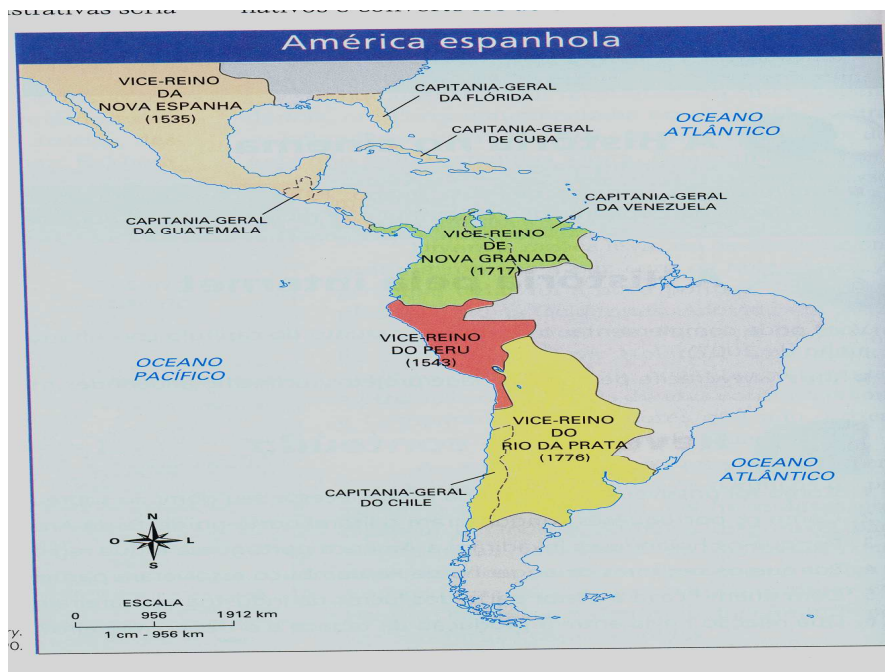 nativos e converte
América espanhola
VICE-REINO
DA
NOVA ESPANHA
(1535)
CAPITANIA-GERAL
DA FLÓRIDA
OCEANO
ATLÂNTICO
CAPITANIA-GERAL
DE CUBA
CAPITANIA-GERAL
DA GUATEMALA
CAPITANIA-GERAL
DA VENEZUELA
VICE-REINO
DE
NOVA GRANADA
(1717)
VICE-REINO
DO PERU
(1543)
OCEANO
PACÍFICO
VICE-REINO
DO
RIO DA PRATA
(1776)
OCEANO
ATLÂNTICO
CAPITANIA-GERAL
DO CHILE
N
O
L
S
ESCALA
0 956 1912 km
1 cm - 956 km